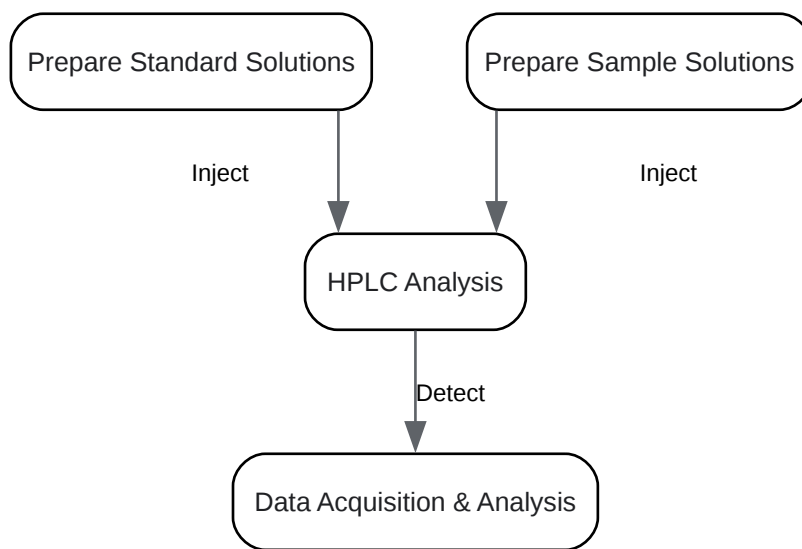 Prepare Standard Solutions
Prepare Sample Solutions
Inject
Inject
HPLC Analysis
Detect
Data Acquisition & Analysis